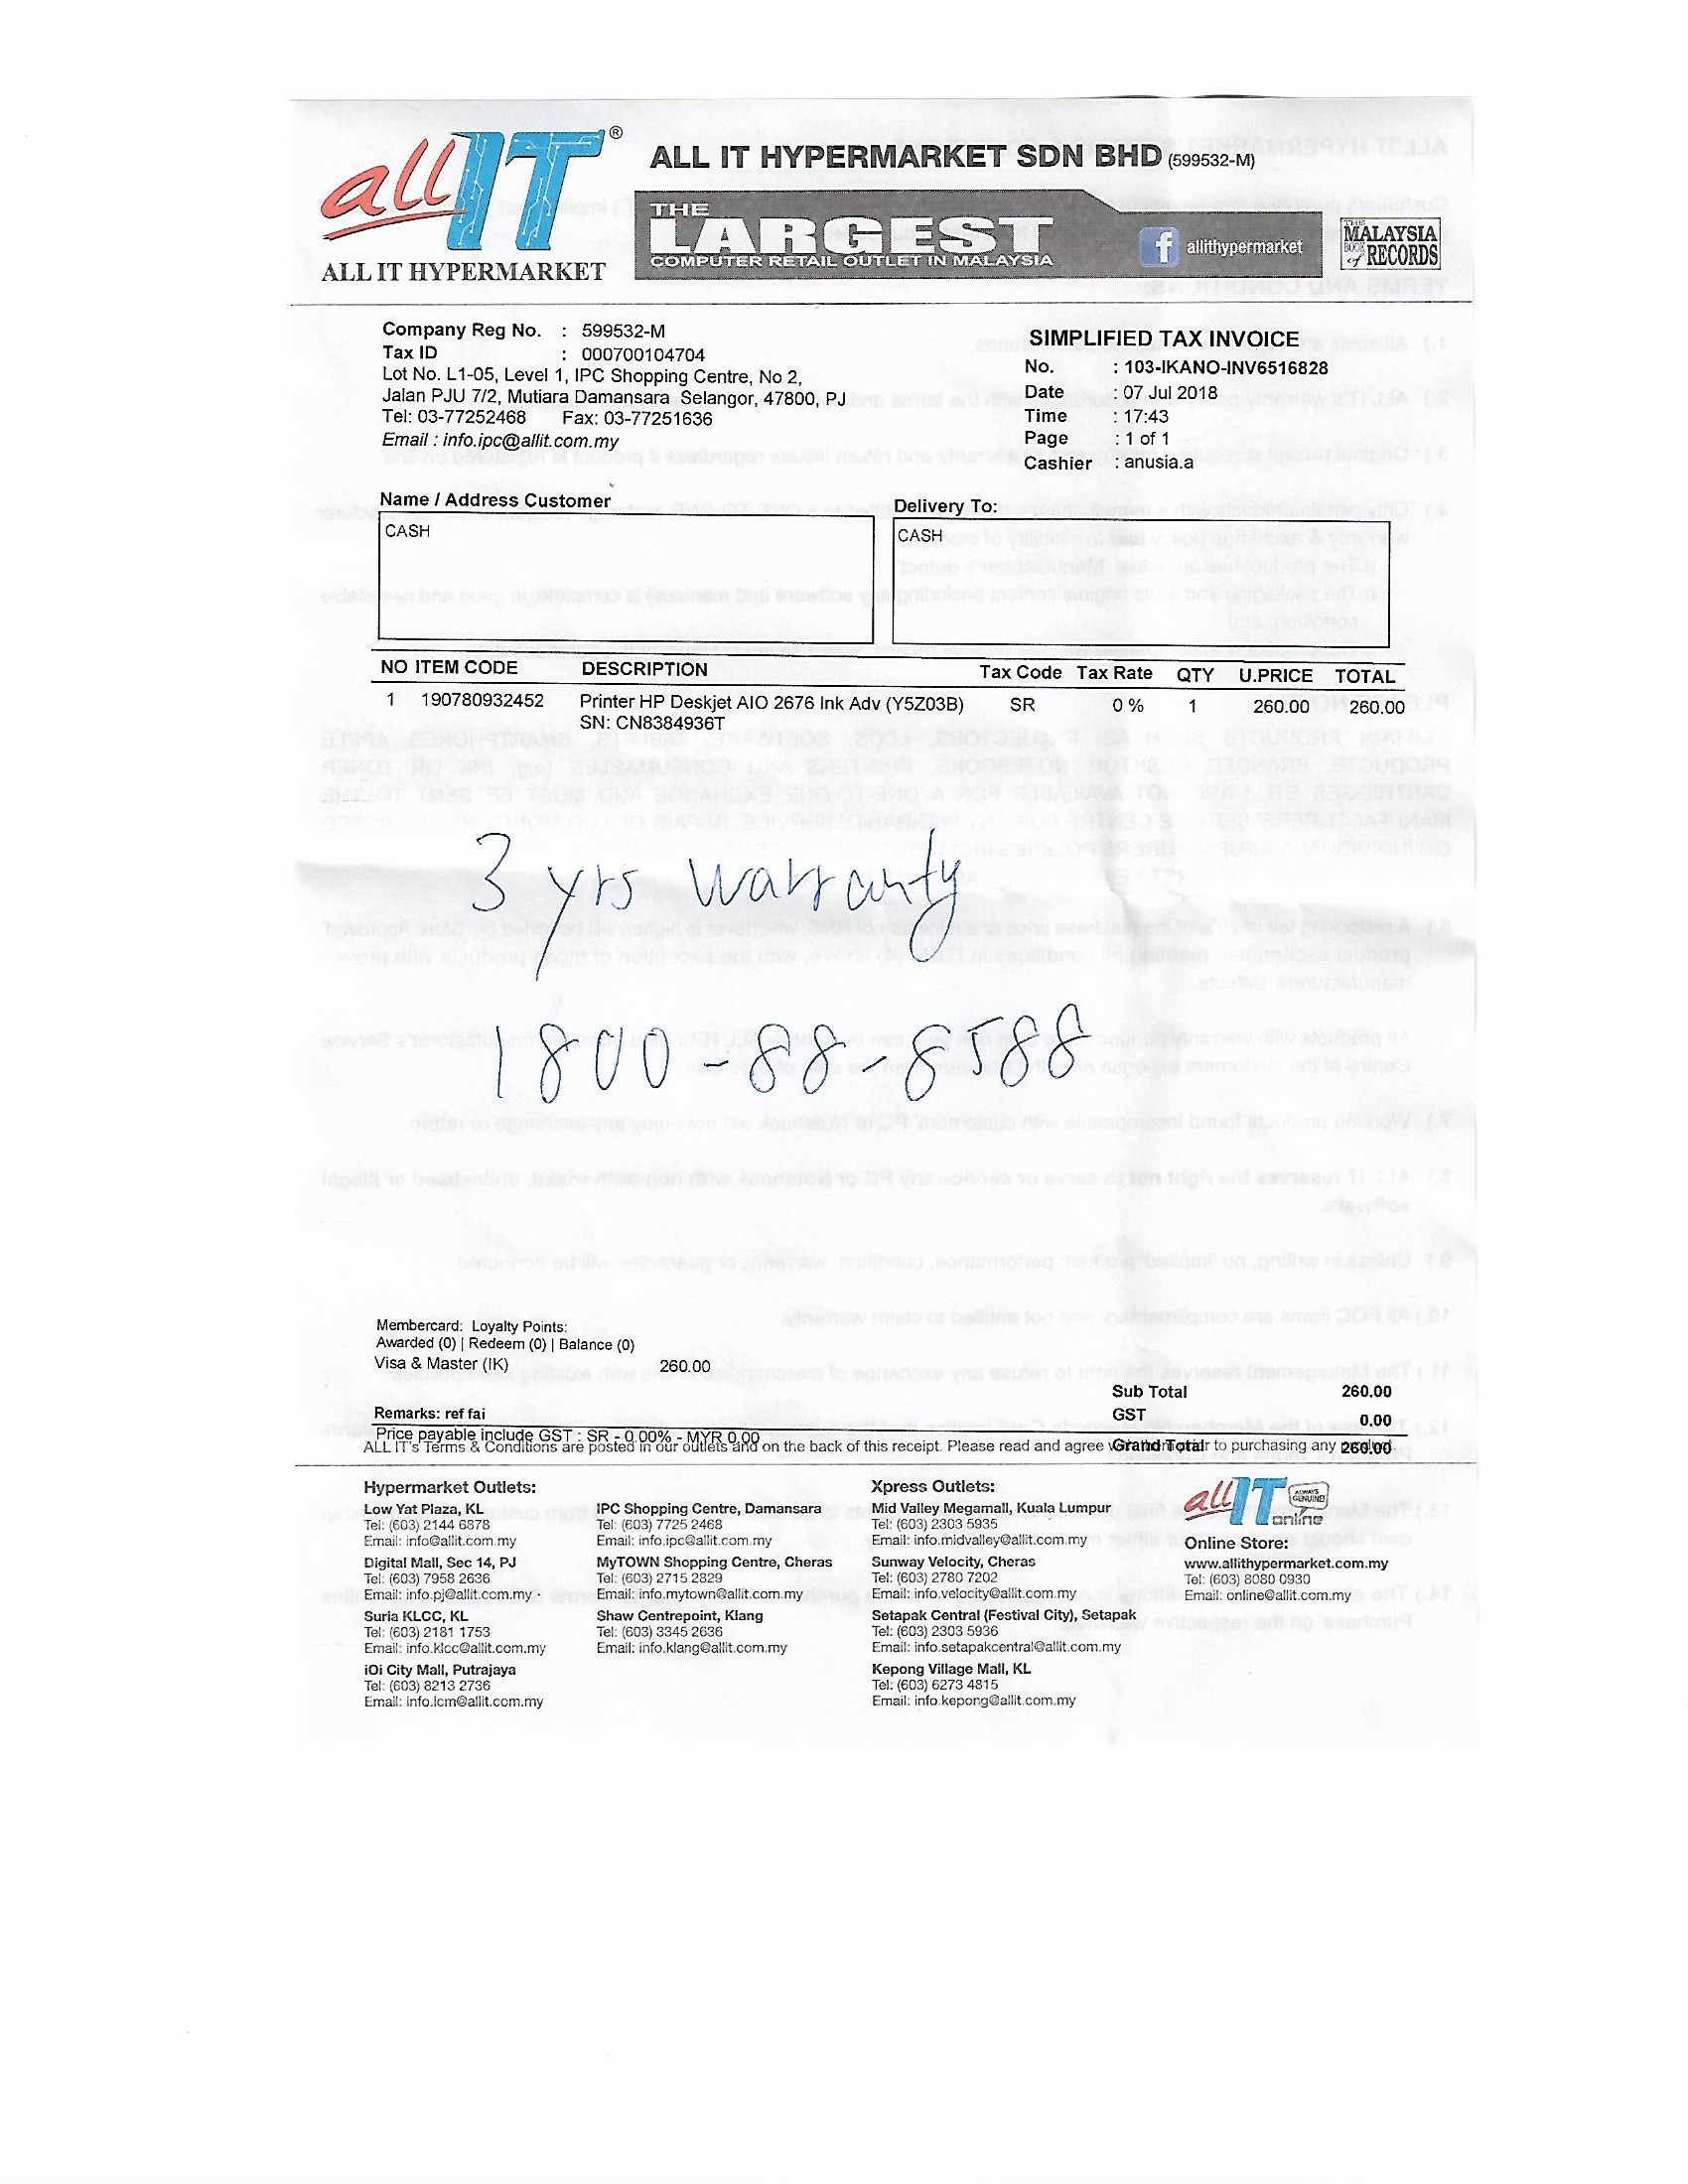 all IT ®
ALL IT HYPERMARKET
ALL IT HYPERMARKET SDN BHD (599532-M)
THE
LARGEST
COMPUTER RETAIL OUTLET IN MALAYSIA
f allithypermarket
THE MALAYSIA
BOOK of RECORDS
Company Reg No. : 599532-M
Tax ID : 000700104704
Lot No. L1-05, Level 1, IPC Shopping Centre, No 2,
Jalan PJU 7/2, Mutiara Damansara Selangor, 47800, PJ
Tel: 03-77252468 Fax: 03-77251636
Email : info.ipc@allit.com.my
SIMPLIFIED TAX INVOICE
No. : 103-IKANO-INV6516828
Date : 07 Jul 2018
Time : 17:43
Page : 1 of 1
Cashier : anusia.a
Name / Address Customer
CASH
Delivery To:
CASH
NO ITEM CODE DESCRIPTION Tax Code Tax Rate QTY U.PRICE TOTAL
1 190780932452 Printer HP Deskjet AIO 2676 Ink Adv (Y5Z03B) SR 0 % 1 260.00 260.00
SN: CN8384936T
3 yrs warranty
1800-88-8588
Membercard: Loyalty Points:
Awarded (0) | Redeem (0) | Balance (0)
Visa & Master (IK) 260.00
Sub Total 260.00
Remarks: ref fai
GST 0.00
Price payable include GST : SR - 0.00% - MYR 0.00
Grand Total 260.00
ALL IT's Terms & Conditions are posted in our outlets and on the back of this receipt. Please read and agree to purchasing any
Hypermarket Outlets:
Low Yat Plaza, KL
Tel: (603) 2144 6878
Email: info@allit.com.my
Digital Mall, Sec 14, PJ
Tel: (603) 7958 2636
Email: info.pj@allit.com.my
Suria KLCC, KL
Tel: (603) 2181 1753
Email: info.klcc@allit.com.my
iOi City Mall, Putrajaya
Tel: (603) 8213 2736
Email: info.icm@allit.com.my
IPC Shopping Centre, Damansara
Tel: (603) 7725 2468
Email: info.ipc@allit.com.my
MyTOWN Shopping Centre, Cheras
Tel: (603) 2715 2829
Email: info.mytown@allit.com.my
Shaw Centrepoint, Klang
Tel: (603) 3345 2636
Email: info.klang@allit.com.my
Xpress Outlets:
Mid Valley Megamall, Kuala Lumpur
Tel: (603) 2303 5935
Email: info.midvalley@allit.com.my
Sunway Velocity, Cheras
Tel: (603) 2780 7202
Email: info.velocity@allit.com.my
Setapak Central (Festival City), Setapak
Tel: (603) 2303 5936
Email: info.setapakcentral@allit.com.my
Kepong Village Mall, KL
Tel: (603) 6273 4815
Email: info.kepong@allit.com.my
all IT online
ALWAYS GENUINE!
Online Store:
www.allithypermarket.com.my
Tel: (603) 8080 0930
Email: online@allit.com.my